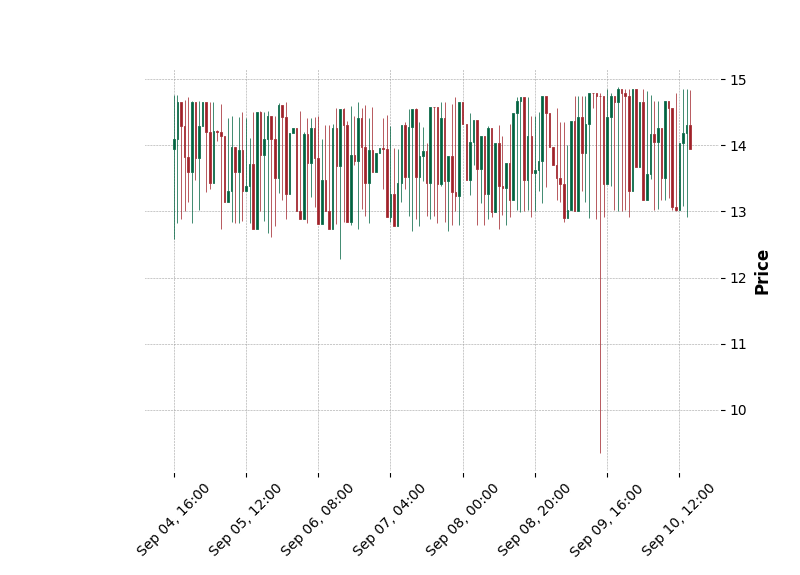 15
14
13
12
11
10
Price
Sep 04, 16:00
Sep 05, 12:00
Sep 06, 08:00
Sep 07, 04:00
Sep 08, 00:00
Sep 08, 20:00
Sep 09, 16:00
Sep 10, 12:00